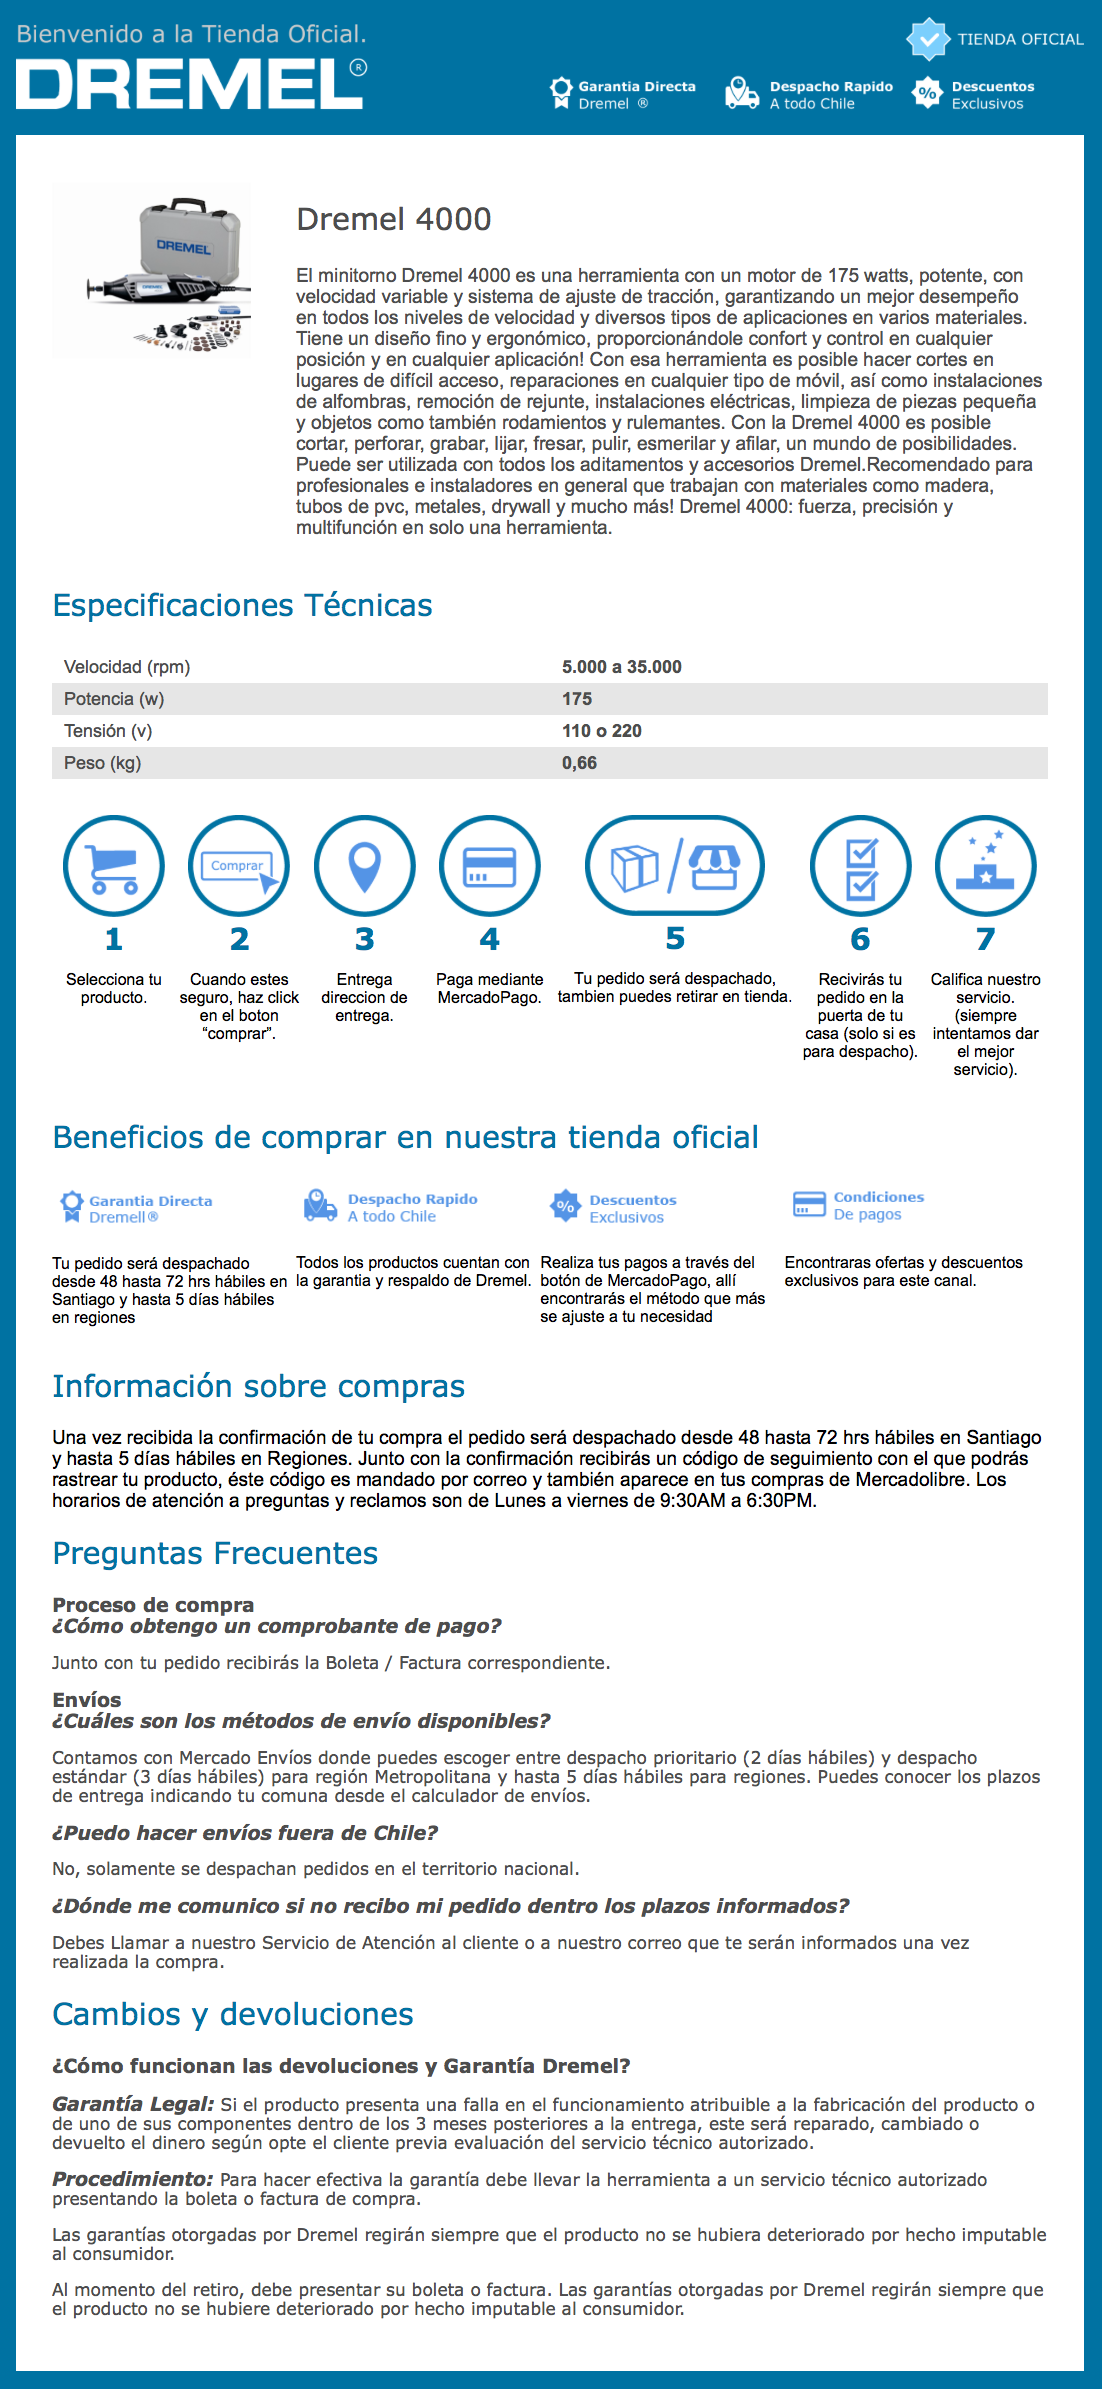 Bienvenido a la Tienda Oficial.
DREMEL®
TIENDA OFICIAL
Garantia Directa
Dremel ®
Despacho Rapido
A todo Chile
%
Descuentos
Exclusivos
DREMEL
Dremel 4000
El minitorno Dremel 4000 es una herramienta con un motor de 175 watts, potente, con
velocidad variable y sistema de ajuste de tracción, garantizando un mejor desempeño
en todos los niveles de velocidad y diversos tipos de aplicaciones en varios materiales.
Tiene un diseño fino y ergonómico, proporcionándole confort y control en cualquier
posición y en cualquier aplicación! Con esa herramienta es posible hacer cortes en
lugares de difícil acceso, reparaciones en cualquier tipo de móvil, así como instalaciones
de alfombras, remoción de rejunte, instalaciones eléctricas, limpieza de piezas pequeña
y objetos como también rodamientos y rulemantes. Con la Dremel 4000 es posible
cortar, perforar, grabar, lijar, fresar, pulir, esmerilar y afilar, un mundo de posibilidades.
Puede ser utilizada con todos los aditamentos y accesorios Dremel.Recomendado para
profesionales e instaladores en general que trabajan con materiales como madera,
tubos de pvc, metales, drywall y mucho más! Dremel 4000: fuerza, precisión y
multifunción en solo una herramienta.
Especificaciones Técnicas
Velocidad (rpm) 5.000 a 35.000
Potencia (w) 175
Tensión (v) 110 o 220
Peso (kg) 0,66
Comprar
1
Selecciona tu
producto.
2
Cuando estes
seguro, haz click
en el boton
“comprar”.
3
Entrega
direccion de
entrega.
4
Paga mediante
MercadoPago.
5
Tu pedido será despachado,
tambien puedes retirar en tienda.
6
Recivirás tu
pedido en la
puerta de tu
casa (solo si es
para despacho).
7
Califica nuestro
servicio.
(siempre
intentamos dar
el mejor
servicio).
Beneficios de comprar en nuestra tienda oficial
Garantia Directa
Dremell®
Tu pedido será despachado
desde 48 hasta 72 hrs hábiles en
Santiago y hasta 5 días hábiles
en regiones
Despacho Rapido
A todo Chile
Todos los productos cuentan con
la garantia y respaldo de Dremel.
%
Descuentos
Exclusivos
Realiza tus pagos a través del
botón de MercadoPago, allí
encontrarás el método que más
se ajuste a tu necesidad
Condiciones
De pagos
Encontraras ofertas y descuentos
exclusivos para este canal.
Información sobre compras
Una vez recibida la confirmación de tu compra el pedido será despachado desde 48 hasta 72 hrs hábiles en Santiago
y hasta 5 días hábiles en Regiones. Junto con la confirmación recibirás un código de seguimiento con el que podrás
rastrear tu producto, éste código es mandado por correo y también aparece en tus compras de Mercadolibre. Los
horarios de atención a preguntas y reclamos son de Lunes a viernes de 9:30AM a 6:30PM.
Preguntas Frecuentes
Proceso de compra
¿Cómo obtengo un comprobante de pago?
Junto con tu pedido recibirás la Boleta / Factura correspondiente.
Envíos
¿Cuáles son los métodos de envío disponibles?
Contamos con Mercado Envíos donde puedes escoger entre despacho prioritario (2 días hábiles) y despacho
estándar (3 días hábiles) para región Metropolitana y hasta 5 días hábiles para regiones. Puedes conocer los plazos
de entrega indicando tu comuna desde el calculador de envíos.
¿Puedo hacer envíos fuera de Chile?
No, solamente se despachan pedidos en el territorio nacional.
¿Dónde me comunico si no recibo mi pedido dentro los plazos informados?
Debes Llamar a nuestro Servicio de Atención al cliente o a nuestro correo que te serán informados una vez
realizada la compra.
Cambios y devoluciones
¿Cómo funcionan las devoluciones y Garantía Dremel?
Garantía Legal: Si el producto presenta una falla en el funcionamiento atribuible a la fabricación del producto o
de uno de sus componentes dentro de los 3 meses posteriores a la entrega, este será reparado, cambiado o
devuelto el dinero según opte el cliente previa evaluación del servicio técnico autorizado.
Procedimiento: Para hacer efectiva la garantía debe llevar la herramienta a un servicio técnico autorizado
presentando la boleta o factura de compra.
Las garantías otorgadas por Dremel regirán siempre que el producto no se hubiera deteriorado por hecho imputable
al consumidor.
Al momento del retiro, debe presentar su boleta o factura. Las garantías otorgadas por Dremel regirán siempre que
el producto no se hubiere deteriorado por hecho imputable al consumidor.